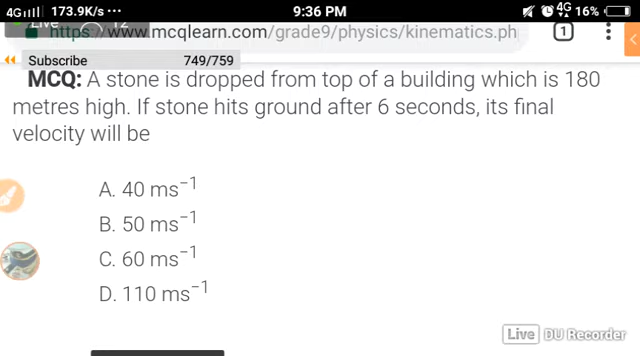 4G 173.9K/s ... 9:36 PM 4G 16%
Live /12
https://www.mcqlearn.com/grade9/physics/kinematics.ph 1
Subscribe 749/759
MCQ: A stone is dropped from top of a building which is 180
metres high. If stone hits ground after 6 seconds, its final
velocity will be
A. 40 ms⁻¹
B. 50 ms⁻¹
C. 60 ms⁻¹
D. 110 ms⁻¹
Live DU Recorder